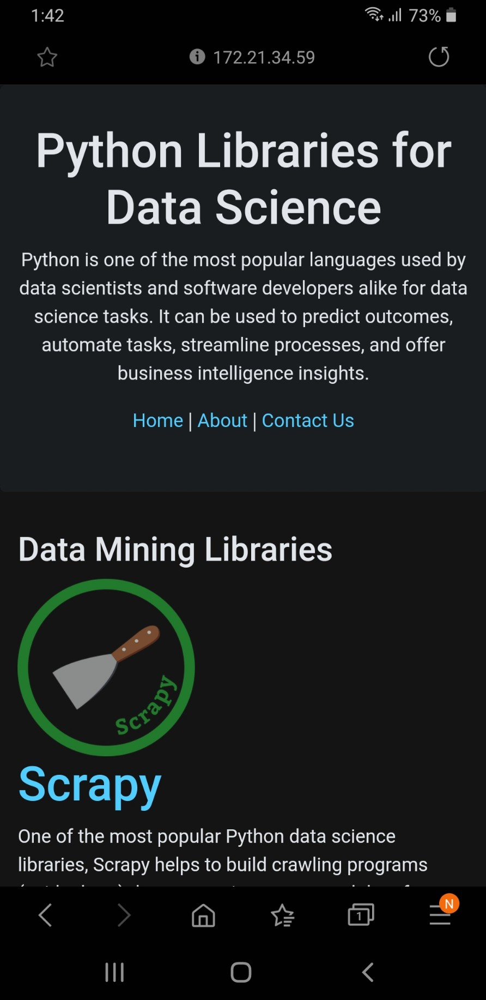 1:42
73%
172.21.34.59
Python Libraries for
Data Science
Python is one of the most popular languages used by
data scientists and software developers alike for data
science tasks. It can be used to predict outcomes,
automate tasks, streamline processes, and offer
business intelligence insights.
Home | About | Contact Us
Data Mining Libraries
Scrapy
Scrapy
One of the most popular Python data science
libraries, Scrapy helps to build crawling programs
1
N